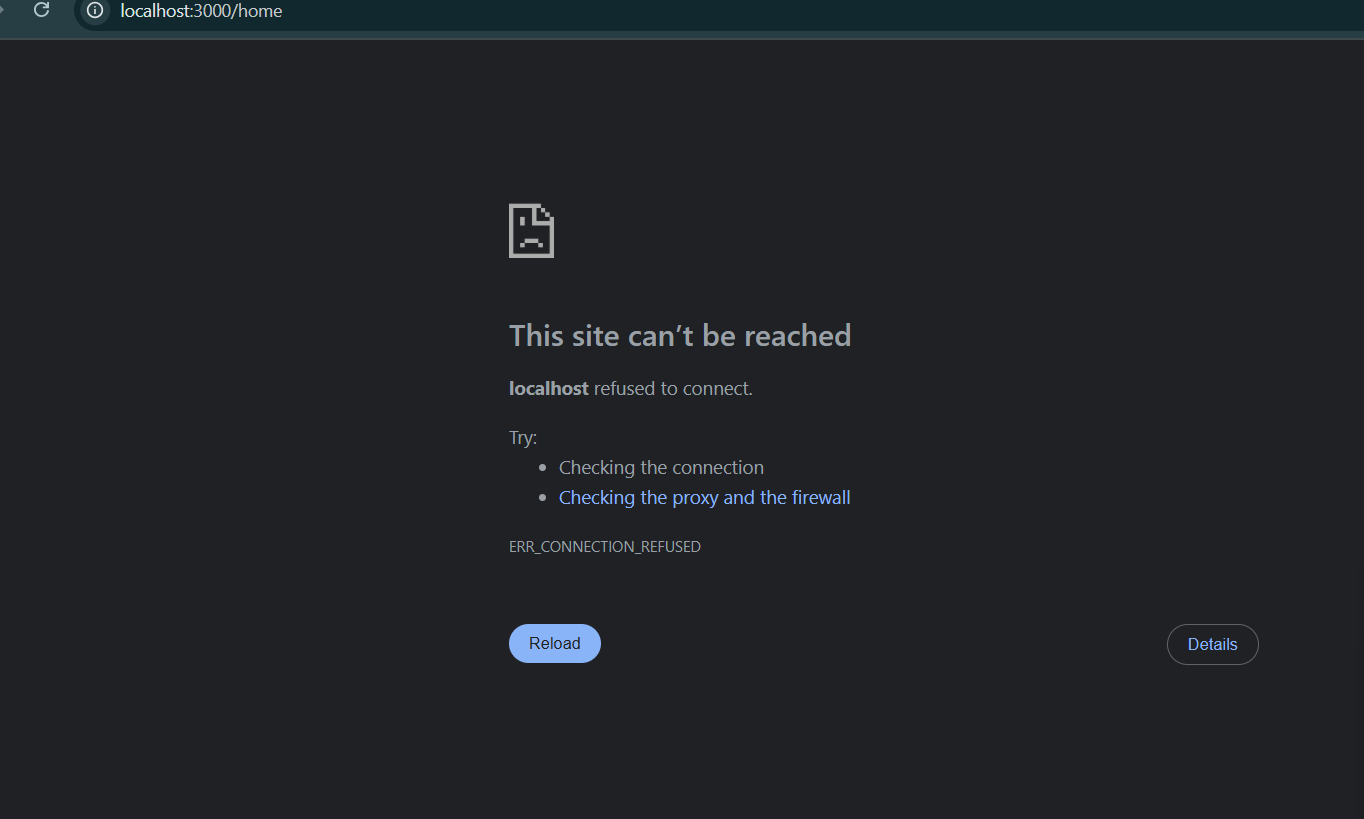 localhost:3000/home
This site can’t be reached
localhost refused to connect.
Try:
Checking the connection
Checking the proxy and the firewall
ERR_CONNECTION_REFUSED
Reload
Details